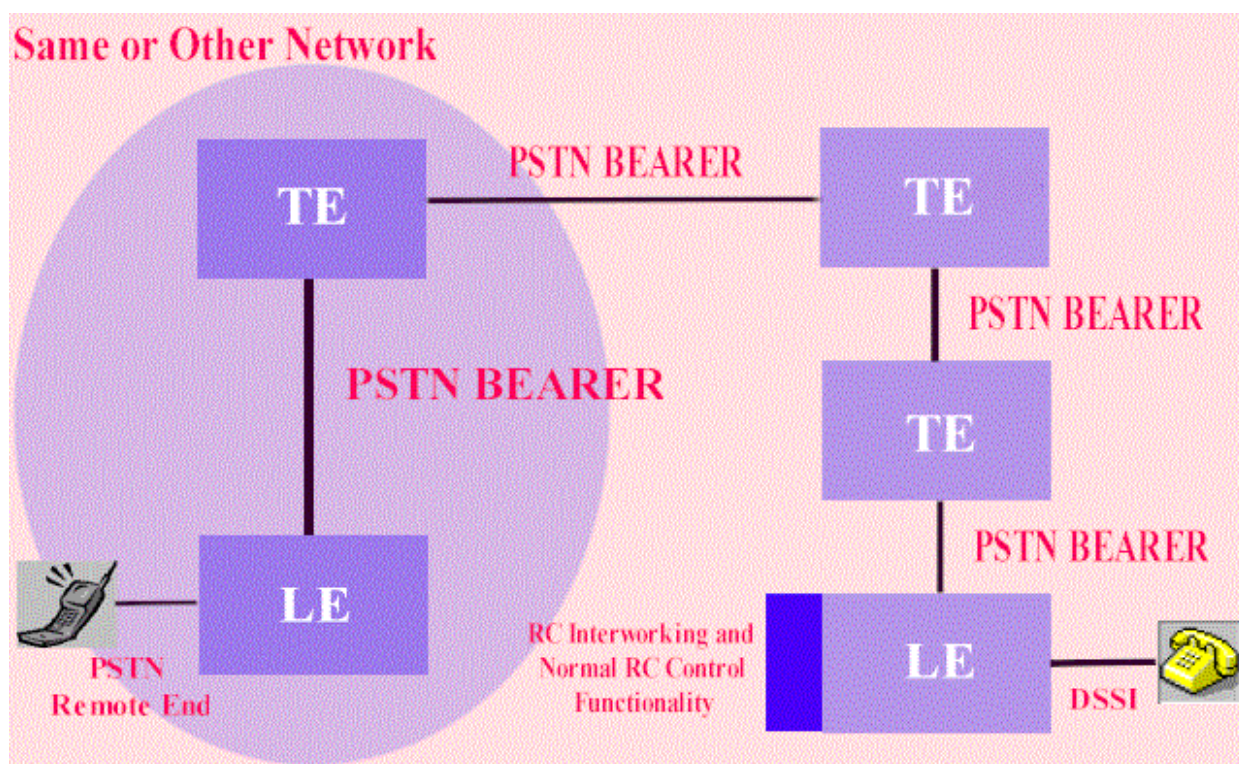 Same or Other Network
TE
PSTN BEARER
TE
PSTN BEARER
PSTN BEARER
TE
PSTN BEARER
LE
PSTN
Remote End
RC Interworking and
Normal RC Control
Functionality
LE
DSSI